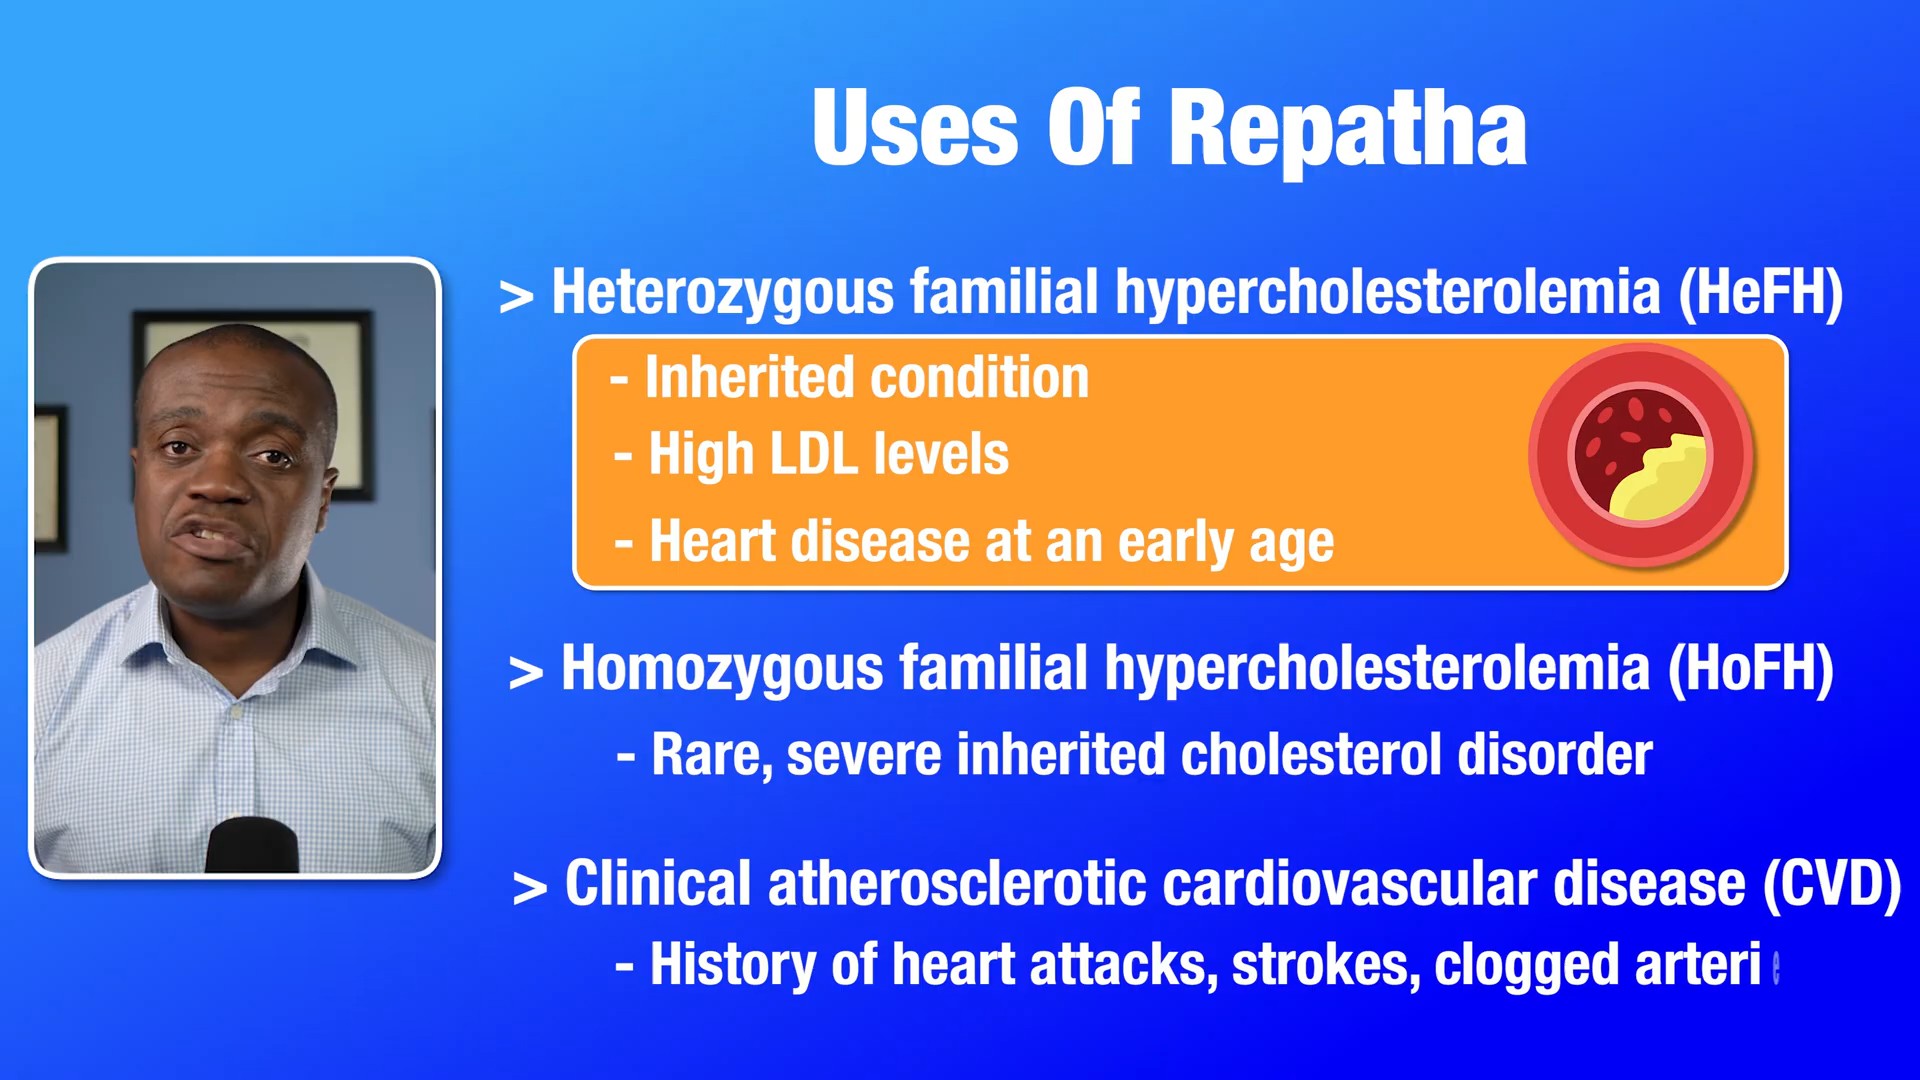 Uses Of Repatha
> Heterozygous familial hypercholesterolemia (HeFH)
- Inherited condition
- High LDL levels
- Heart disease at an early age
> Homozygous familial hypercholesterolemia (HoFH)
- Rare, severe inherited cholesterol disorder
> Clinical atherosclerotic cardiovascular disease (CVD)
- History of heart attacks, strokes, clogged arterie